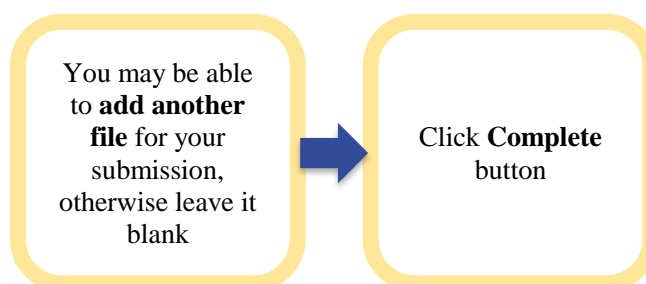 You may be able
to add another
file for your
submission,
otherwise leave it
blank
Click Complete
button